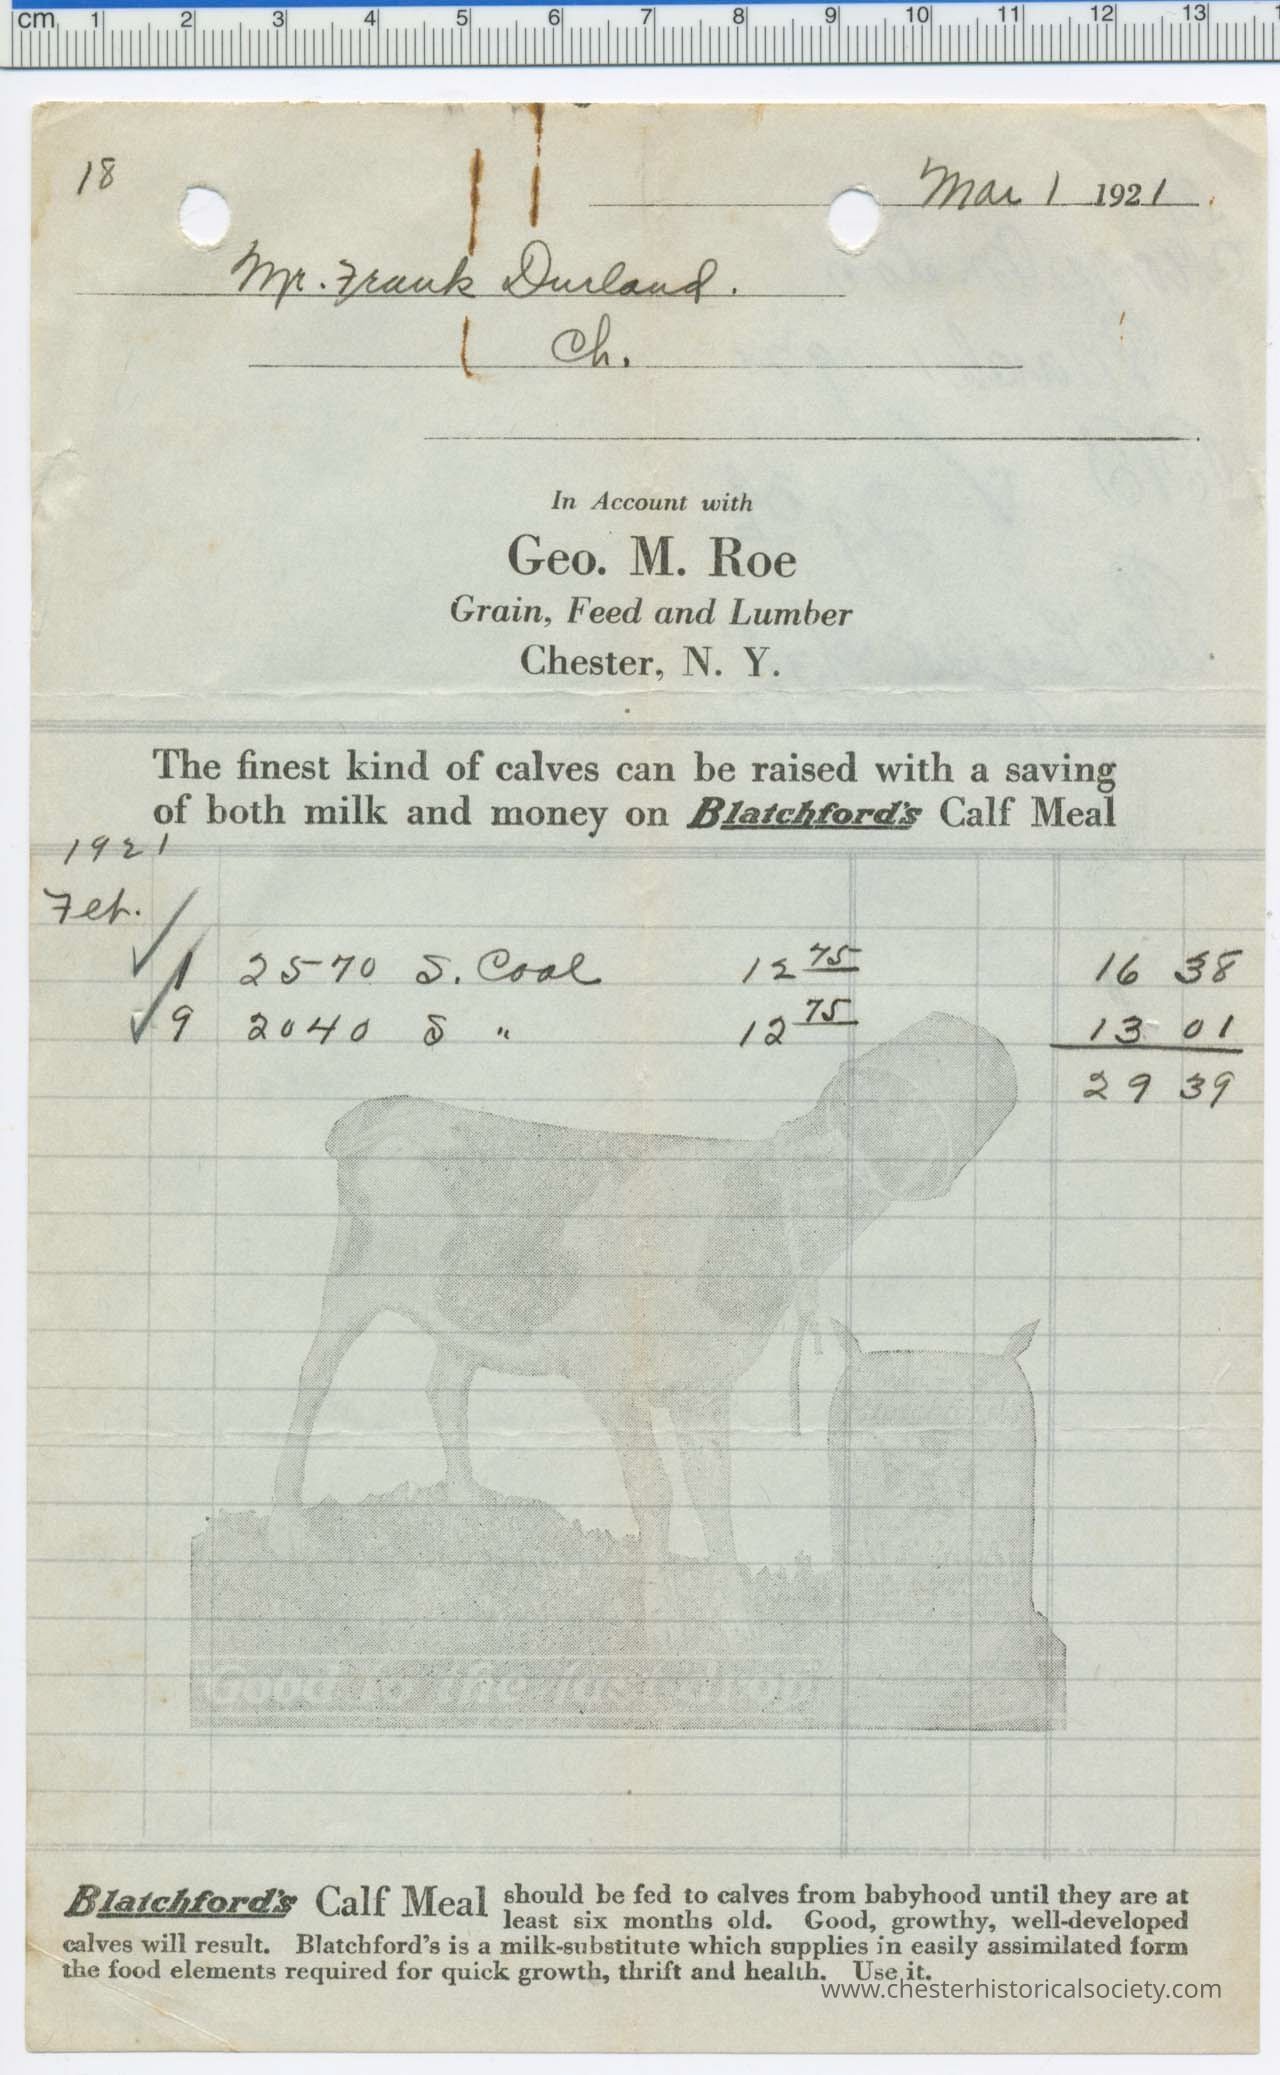 cm 1 2 3 4 5 6 7 8 9 10 11 12 13
18
Mar 1 1921
Mr. Frank Durland.
Ch.
In Account with
Geo. M. Roe
Grain, Feed and Lumber
Chester, N. Y.
The finest kind of calves can be raised with a saving
of both milk and money on Blatchford's Calf Meal
1921
Feb.
1 2570 S. Coal 12 75 16 38
9 2040 S " 12 75 13 01
29 39
Good to the last drop
Blatchford's Calf Meal should be fed to calves from babyhood until they are at
least six months old. Good, growthy, well-developed
calves will result. Blatchford's is a milk-substitute which supplies in easily assimilated form
the food elements required for quick growth, thrift and health. Use it.
www.chesterhistoricalsociety.com